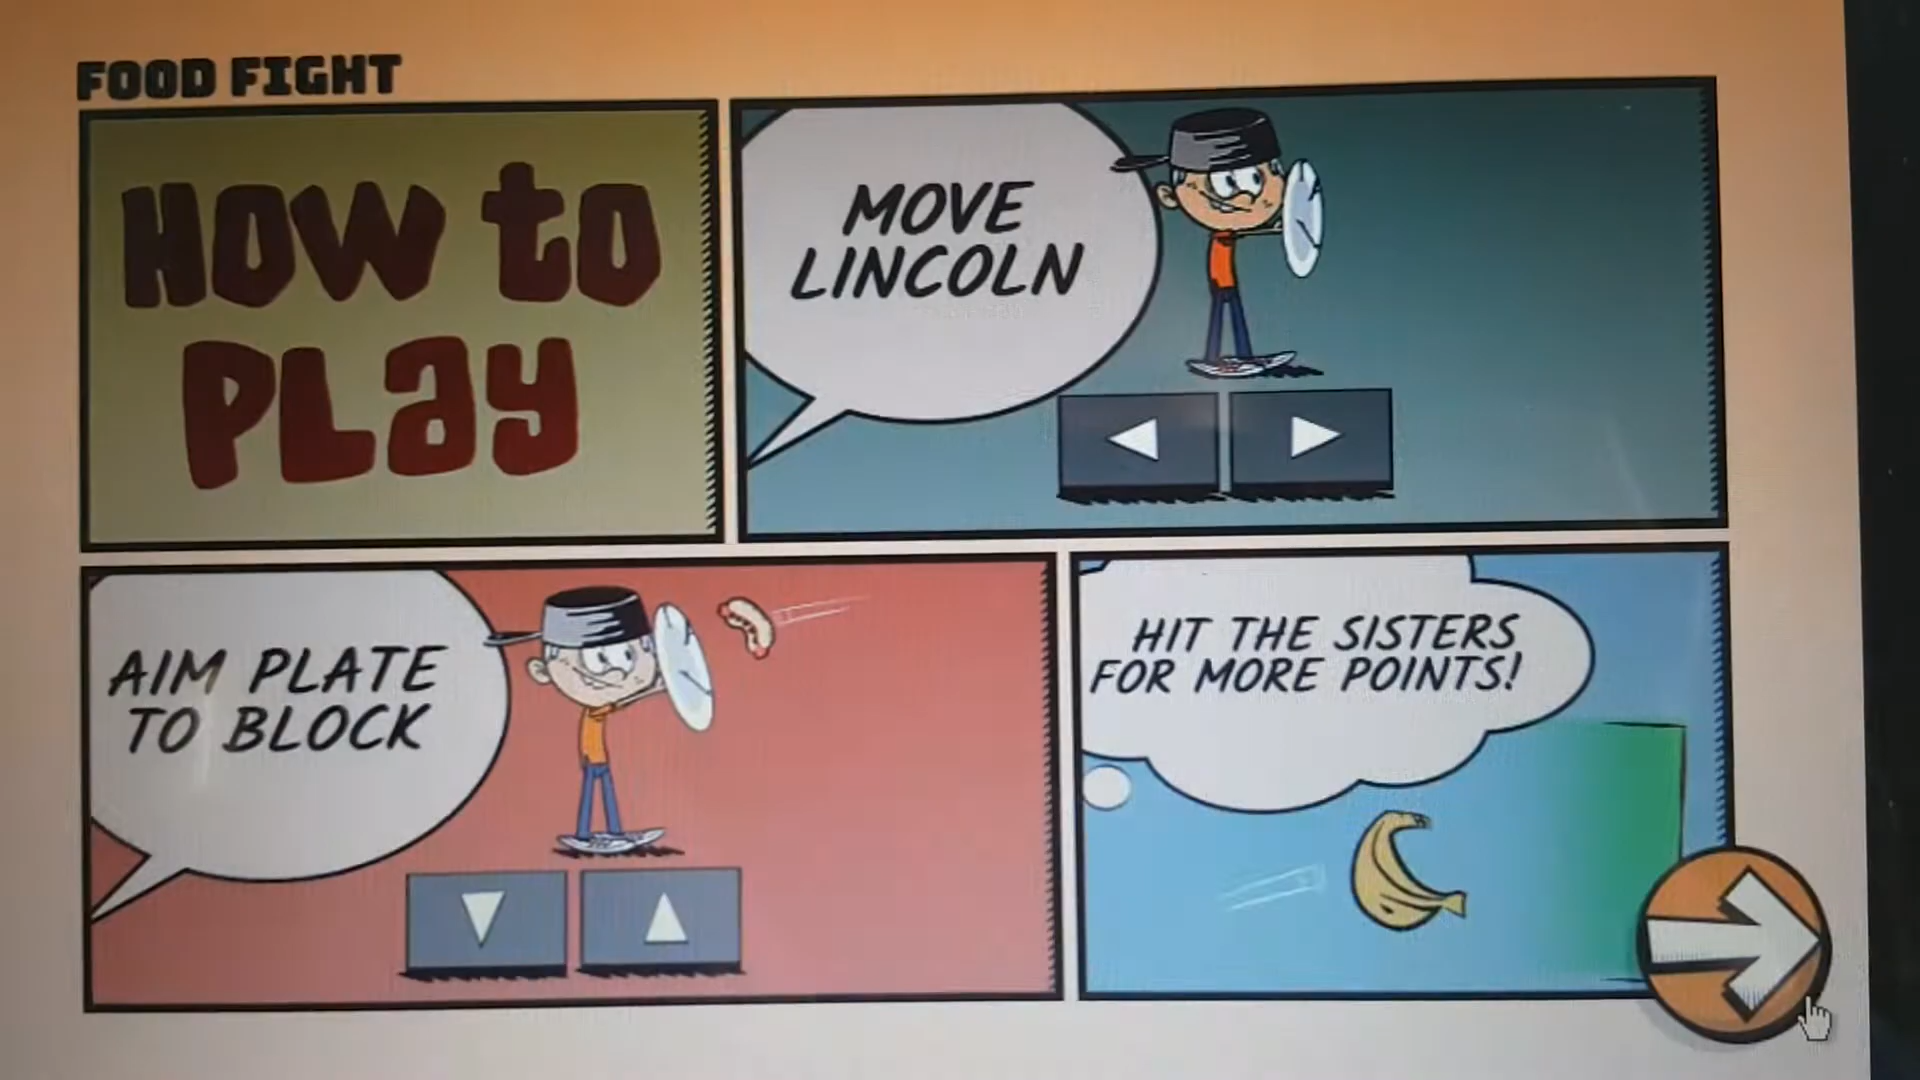 FOOD FIGHT
HOW to
PLay
MOVE
LINCOLN
AIM PLATE
TO BLOCK
HIT THE SISTERS
FOR MORE POINTS!